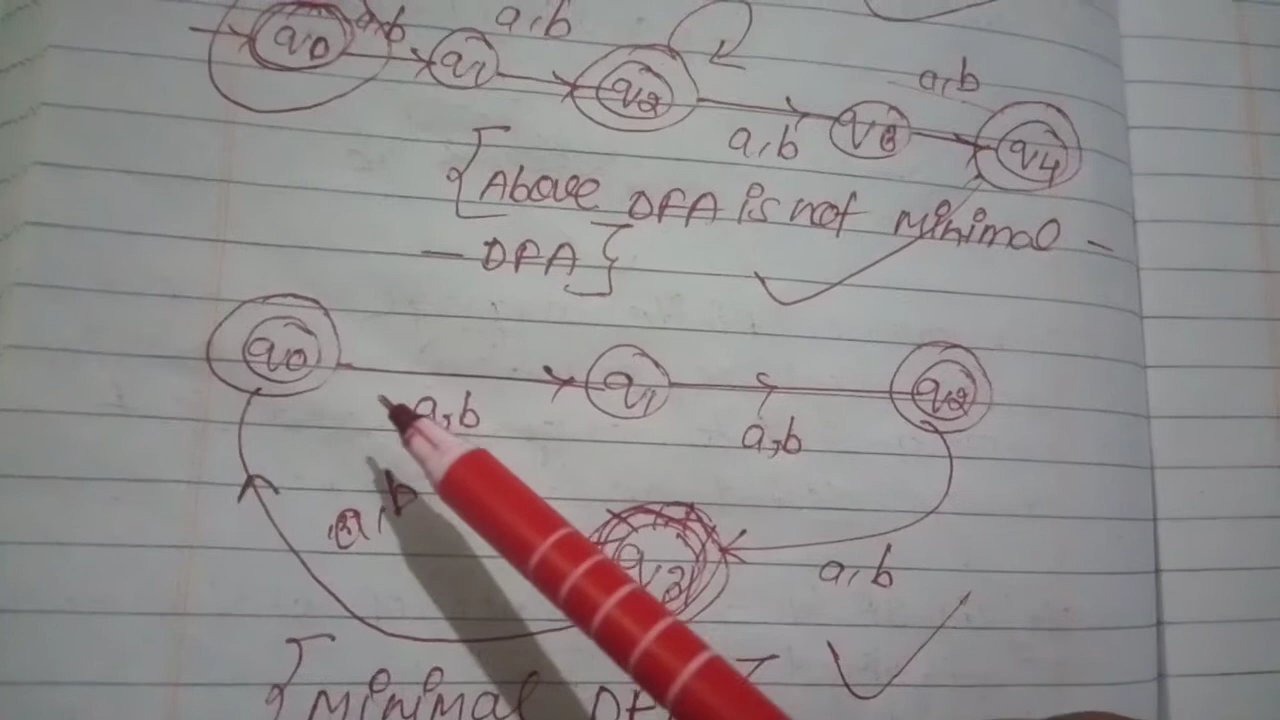 q0 a,b q1 a,b q2 a,b q3 a,b q4
{Above DFA is not minimal -
- DFA}
q0 a,b q1 a,b q2
a,b q3 a,b
{Minimal